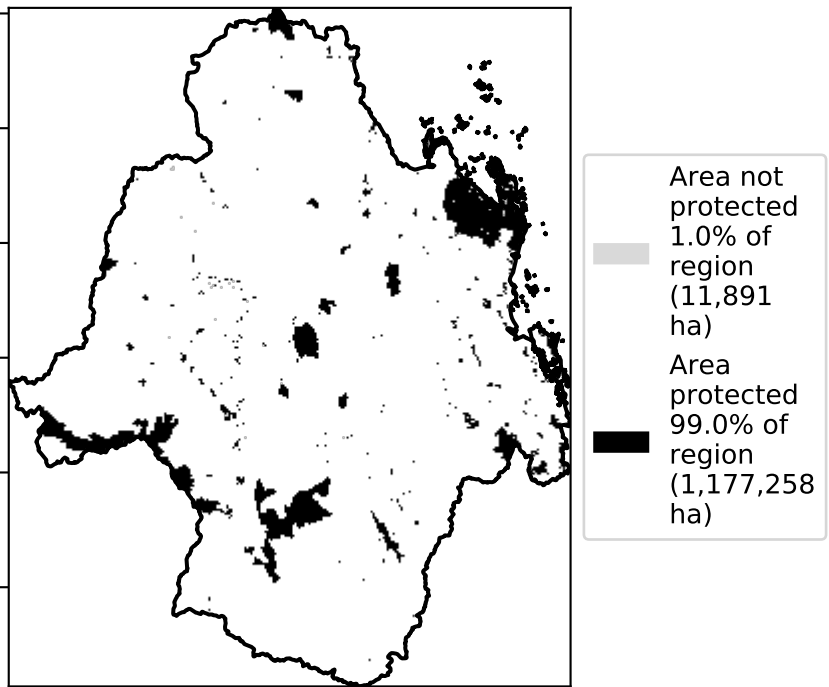 Area not
protected
1.0% of
region
(11,891
ha)
Area
protected
99.0% of
region
(1,177,258
ha)